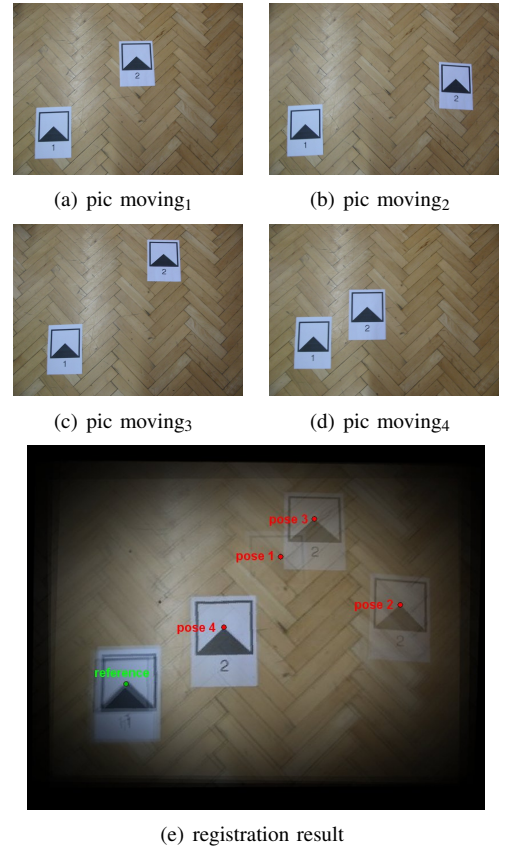 2
1
2
1
(a) pic moving₁
(b) pic moving₂
2
1
2
1
(c) pic moving₃
(d) pic moving₄
pose 3
pose 1
2
pose 2
pose 4
2
2
reference
1
(e) registration result